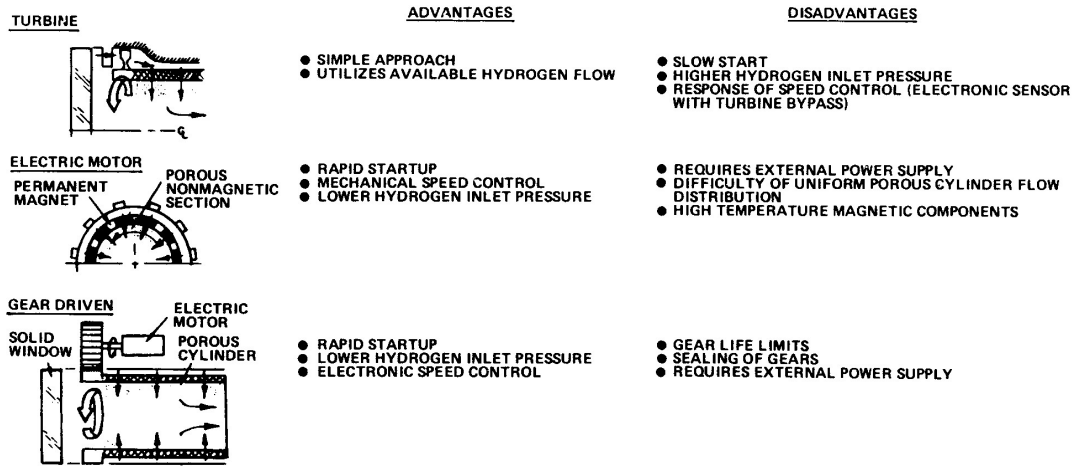 ADVANTAGES
DISADVANTAGES
TURBINE
● SIMPLE APPROACH
● UTILIZES AVAILABLE HYDROGEN FLOW
● SLOW START
● HIGHER HYDROGEN INLET PRESSURE
● RESPONSE OF SPEED CONTROL (ELECTRONIC SENSOR
WITH TURBINE BYPASS)
℄
ELECTRIC MOTOR
PERMANENT
MAGNET
POROUS
NONMAGNETIC
SECTION
● RAPID STARTUP
● MECHANICAL SPEED CONTROL
● LOWER HYDROGEN INLET PRESSURE
● REQUIRES EXTERNAL POWER SUPPLY
● DIFFICULTY OF UNIFORM POROUS CYLINDER FLOW
DISTRIBUTION
● HIGH TEMPERATURE MAGNETIC COMPONENTS
GEAR DRIVEN
SOLID
WINDOW
ELECTRIC
MOTOR
POROUS
CYLINDER
● RAPID STARTUP
● LOWER HYDROGEN INLET PRESSURE
● ELECTRONIC SPEED CONTROL
● GEAR LIFE LIMITS
● SEALING OF GEARS
● REQUIRES EXTERNAL POWER SUPPLY